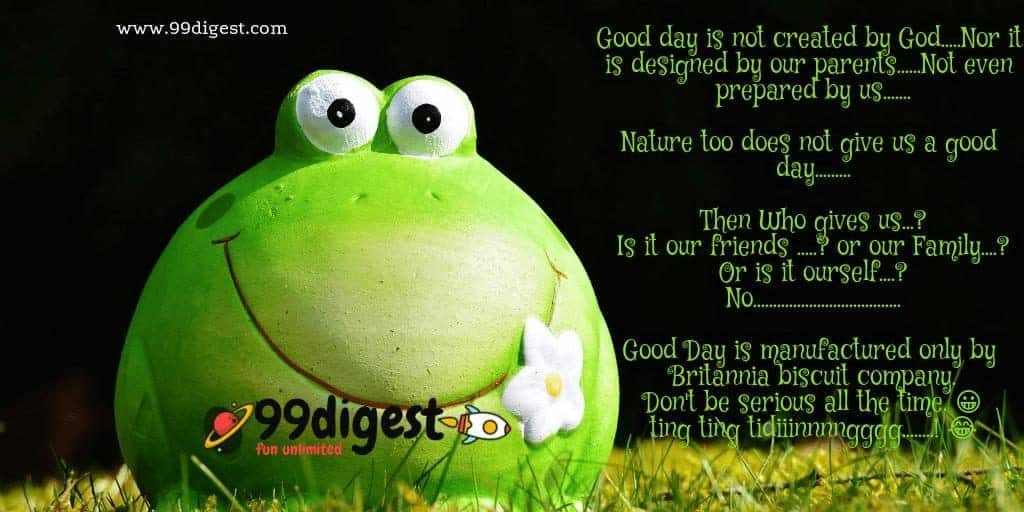 www.99digest.com
Good day is not created by God.....Nor it
is designed by our parents......Not even
prepared by us.......
Nature too does not give us a good
day.........
Then Who gives us...?
Is it our friends .....? or our Family....?
Or is it ourself....?
No...................................
Good Day is manufactured only by
Britannia biscuit company.
Don't be serious all the time! 😀
ting ting tidiiinnnngggg........! 😂
99digest
fun unlimited